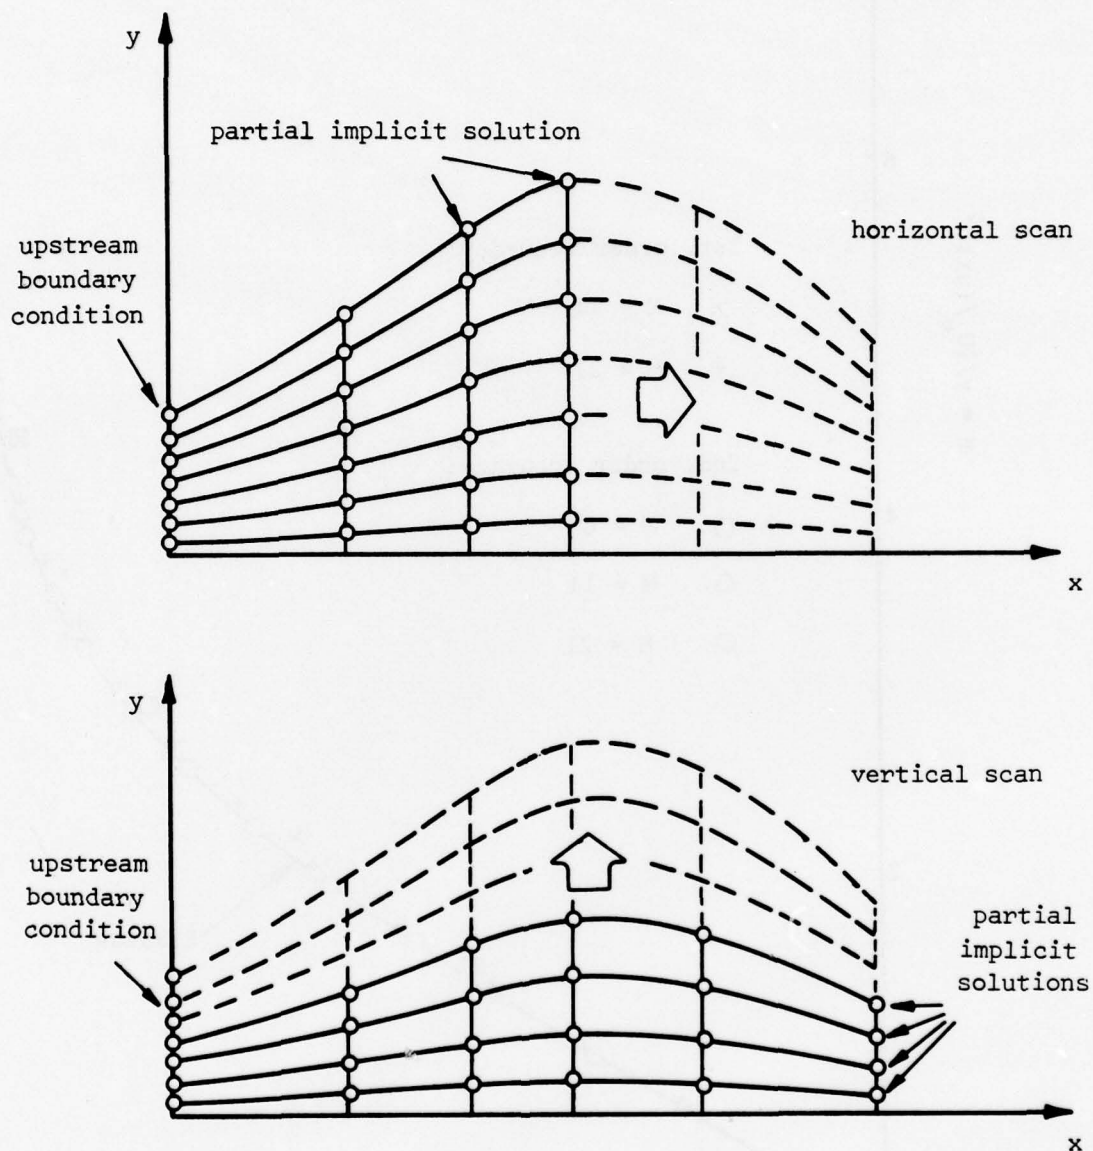 y
partial implicit solution
upstream
boundary
condition
horizontal scan
x
y
vertical scan
upstream
boundary
condition
partial
implicit
solutions
x